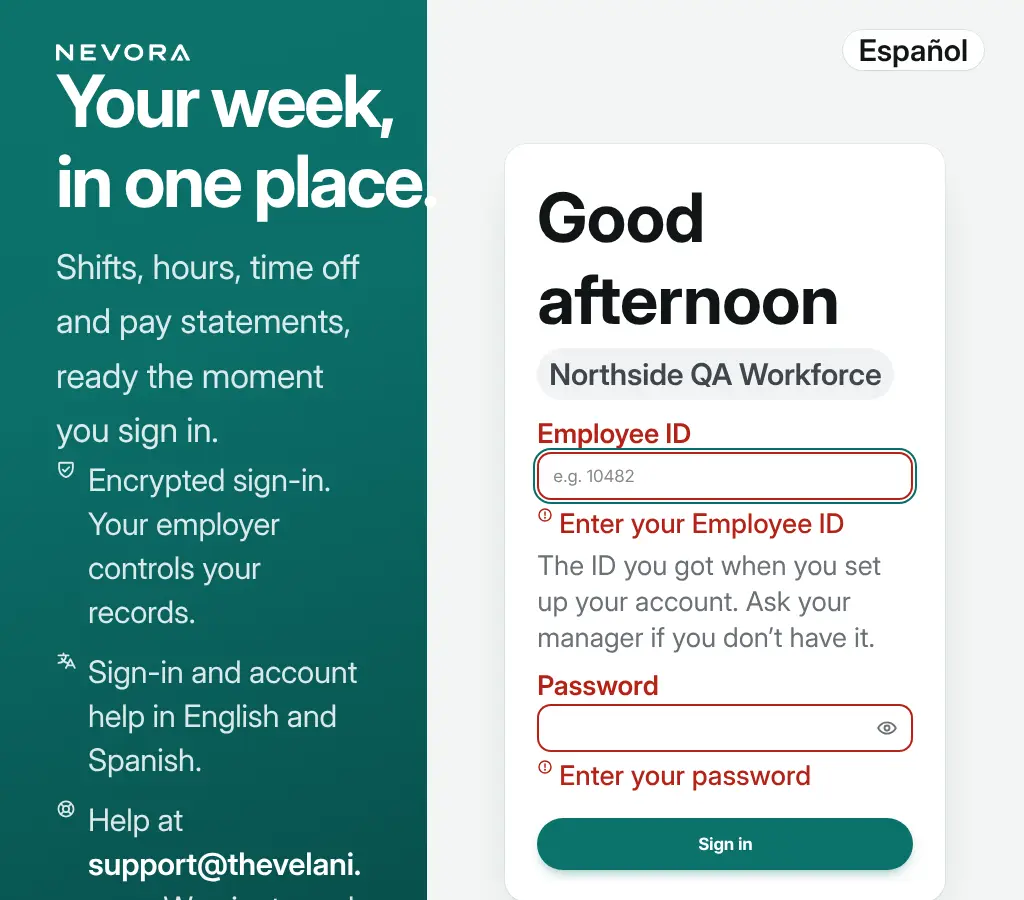 NEVORA
Your week,
in one place.
Shifts, hours, time off
and pay statements,
ready the moment
you sign in.
Encrypted sign-in.
Your employer
controls your
records.
Sign-in and account
help in English and
Spanish.
Help at
support@thevelani.
Español
Good
afternoon
Northside QA Workforce
Employee ID
e.g. 10482
Enter your Employee ID
The ID you got when you set
up your account. Ask your
manager if you don’t have it.
Password
Enter your password
Sign in